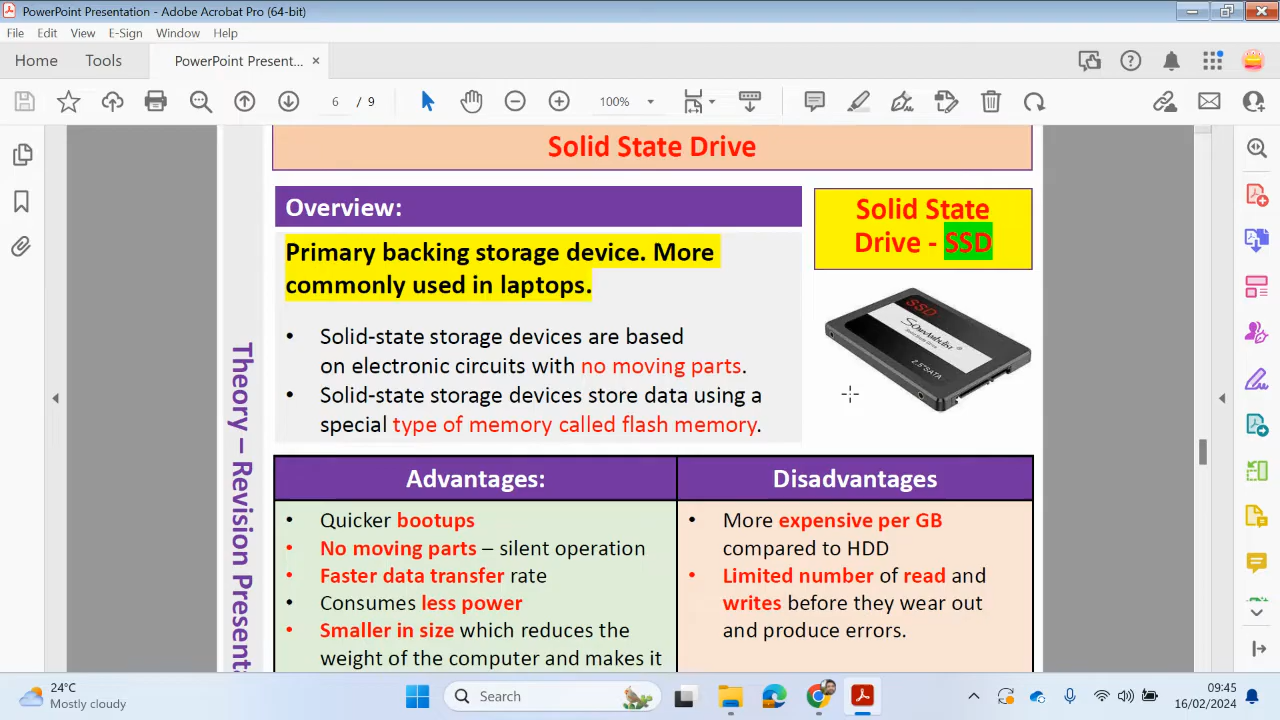 PowerPoint Presentation - Adobe Acrobat Pro (64-bit)
File Edit View E-Sign Window Help
Home Tools PowerPoint Present... ×
6 / 9 100%
Solid State Drive
Overview:
Primary backing storage device. More
commonly used in laptops.
• Solid-state storage devices are based
on electronic circuits with no moving parts.
• Solid-state storage devices store data using a
special type of memory called flash memory.
Solid State
Drive - SSD
SSD
2.5"SATA
Theory – Revision Present
Advantages:
• Quicker bootups
• No moving parts – silent operation
• Faster data transfer rate
• Consumes less power
• Smaller in size which reduces the
weight of the computer and makes it
Disadvantages
• More expensive per GB
compared to HDD
• Limited number of read and
writes before they wear out
and produce errors.
24°C
Mostly cloudy
Search
09:45
16/02/2024